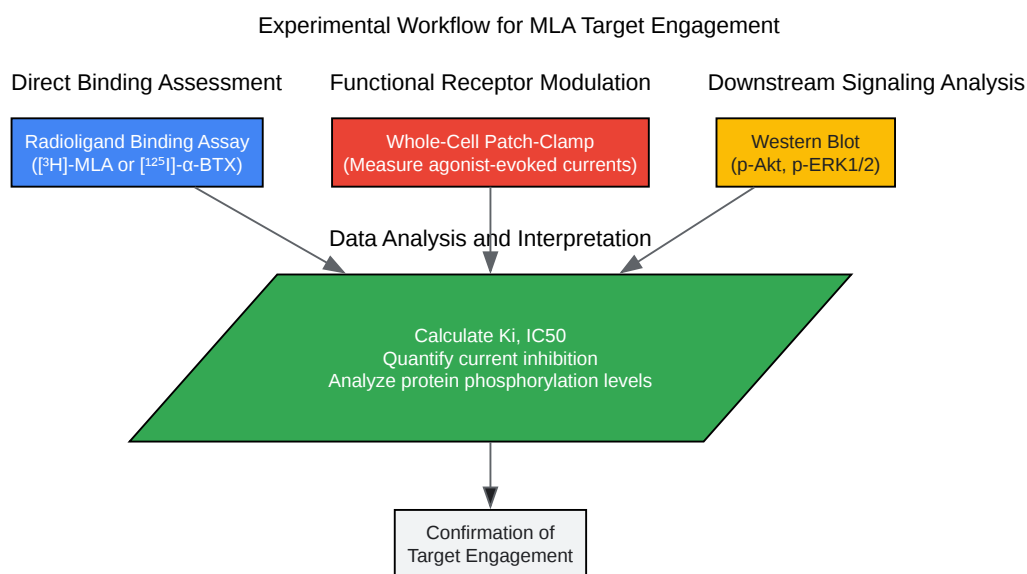 Experimental Workflow for MLA Target Engagement
Direct Binding Assessment
Functional Receptor Modulation
Downstream Signaling Analysis
Radioligand Binding Assay
([³H]-MLA or [¹²⁵I]-α-BTX)
Whole-Cell Patch-Clamp
(Measure agonist-evoked currents)
Western Blot
(p-Akt, p-ERK1/2)
Data Analysis and Interpretation
Calculate Ki, IC50
Quantify current inhibition
Analyze protein phosphorylation levels
Confirmation of
Target Engagement